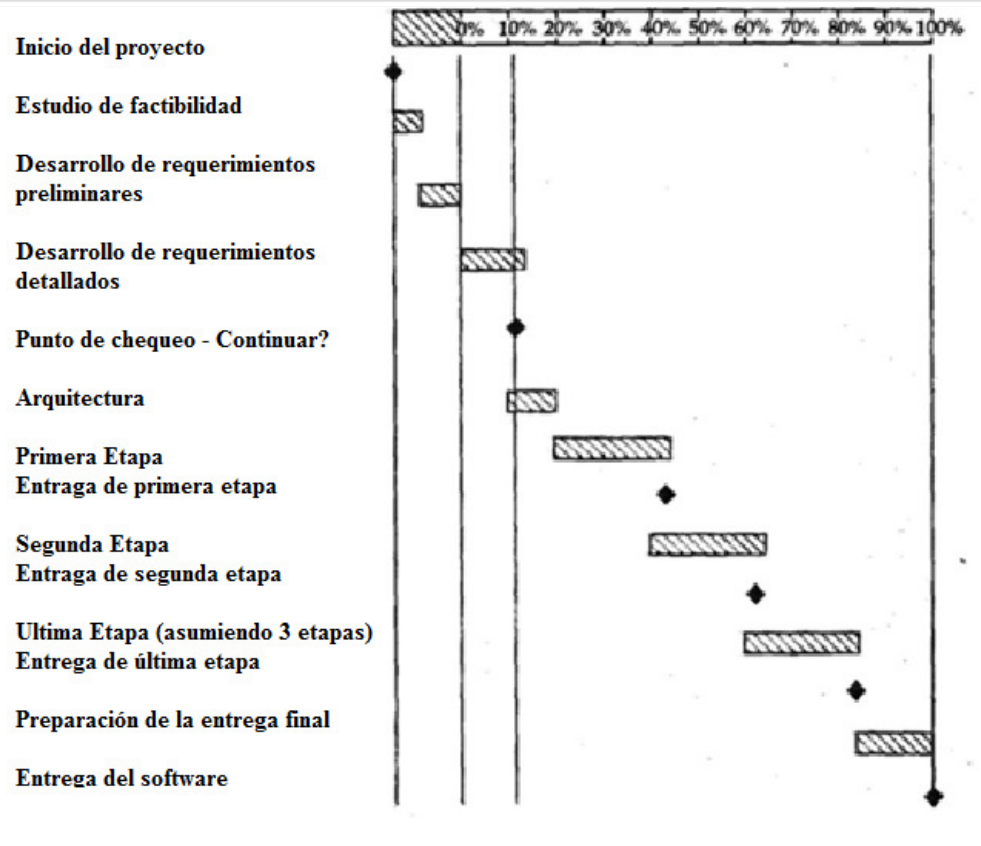 0% 10% 20% 30% 40% 50% 60% 70% 80% 90% 100%
Inicio del proyecto
Estudio de factibilidad
Desarrollo de requerimientos
preliminares
Desarrollo de requerimientos
detallados
Punto de chequeo - Continuar?
Arquitectura
Primera Etapa
Entraga de primera etapa
Segunda Etapa
Entraga de segunda etapa
Ultima Etapa (asumiendo 3 etapas)
Entrega de última etapa
Preparación de la entrega final
Entrega del software